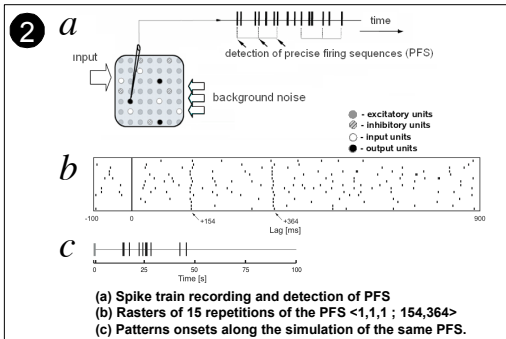 2
a
time
detection of precise firing sequences (PFS)
input
background noise
- excitatory units
- inhibitory units
- input units
- output units
b
-100 0 +154 +364 900
Lag [ms]
c
0 25 50 75 100
Time [s]
(a) Spike train recording and detection of PFS
(b) Rasters of 15 repetitions of the PFS <1,1,1 ; 154,364>
(c) Patterns onsets along the simulation of the same PFS.